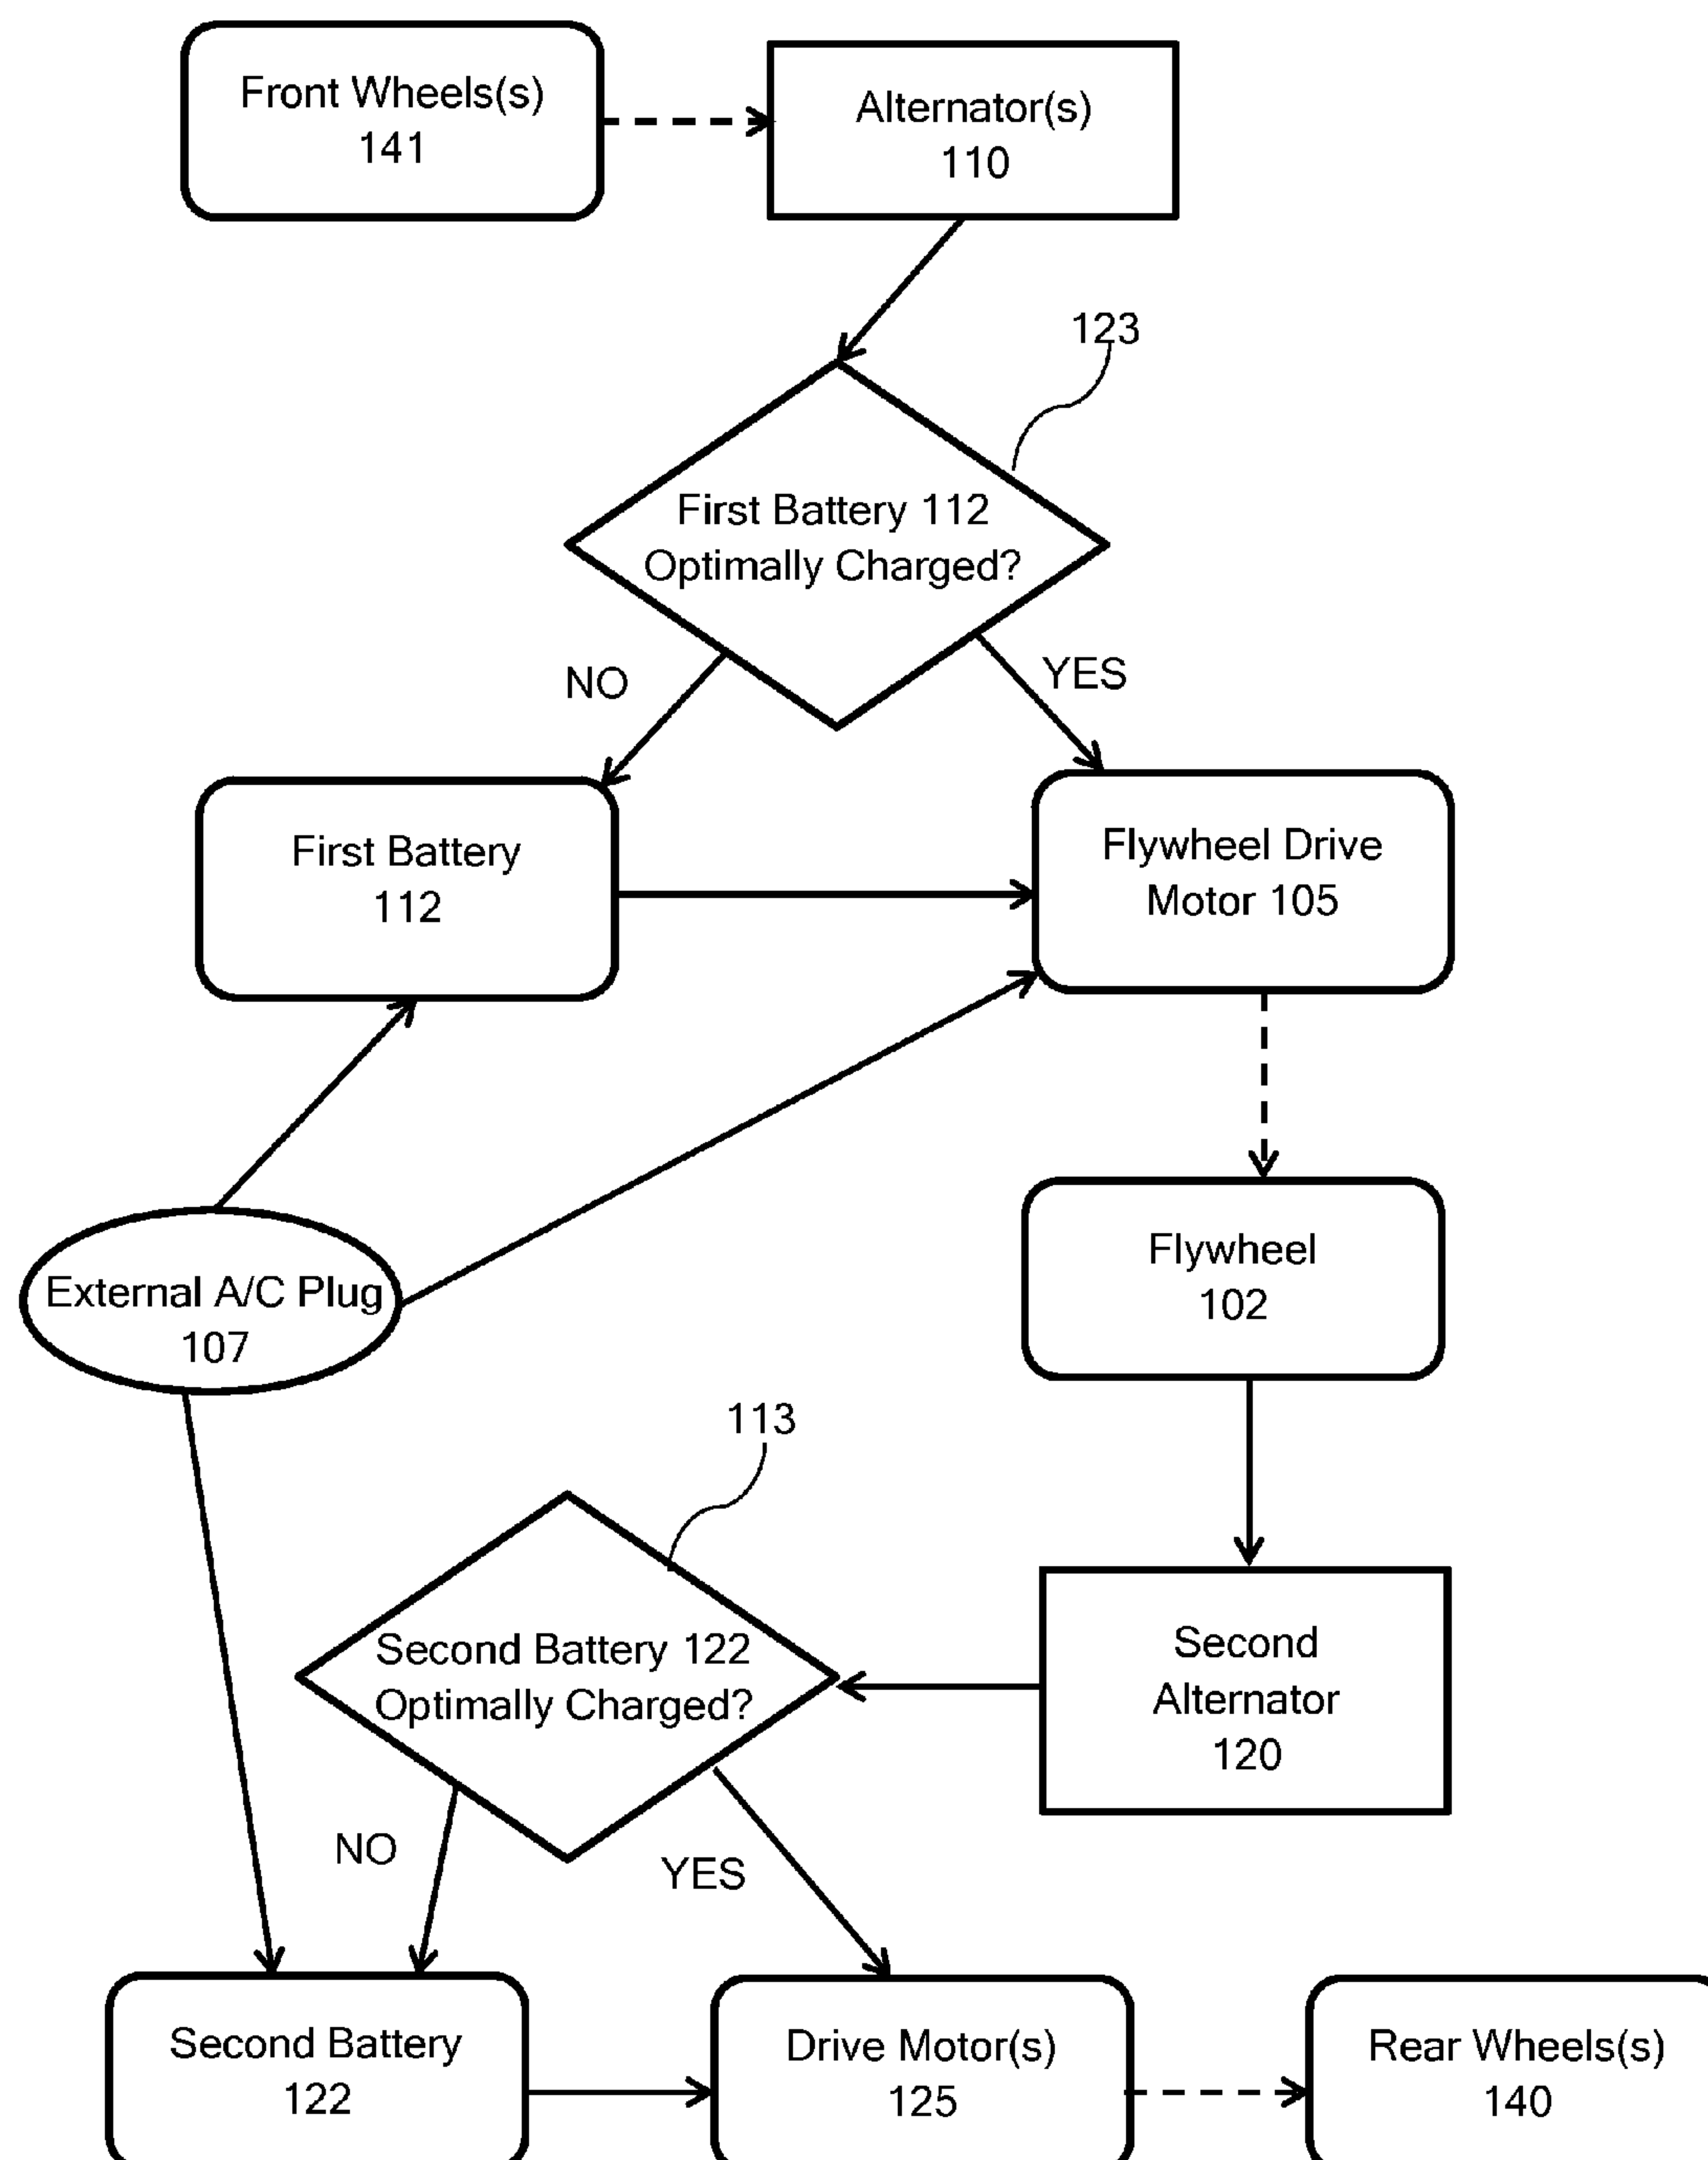 Front Wheels(s)
141
Alternator(s)
110
123
First Battery 112
Optimally Charged?
NO
YES
First Battery
112
Flywheel Drive
Motor 105
External A/C Plug
107
Flywheel
102
113
Second Battery 122
Optimally Charged?
Second
Alternator
120
NO
YES
Second Battery
122
Drive Motor(s)
125
Rear Wheels(s)
140